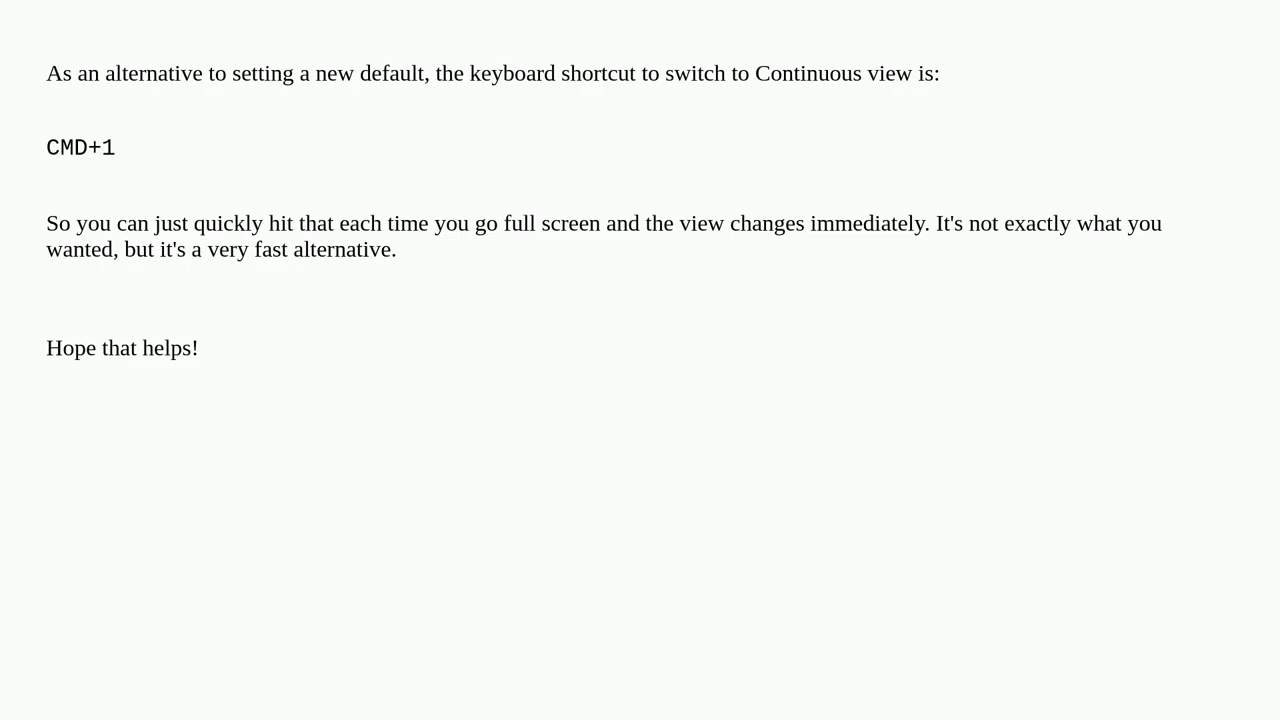 As an alternative to setting a new default, the keyboard shortcut to switch to Continuous view is:
CMD+1
So you can just quickly hit that each time you go full screen and the view changes immediately. It's not exactly what you
wanted, but it's a very fast alternative.
Hope that helps!